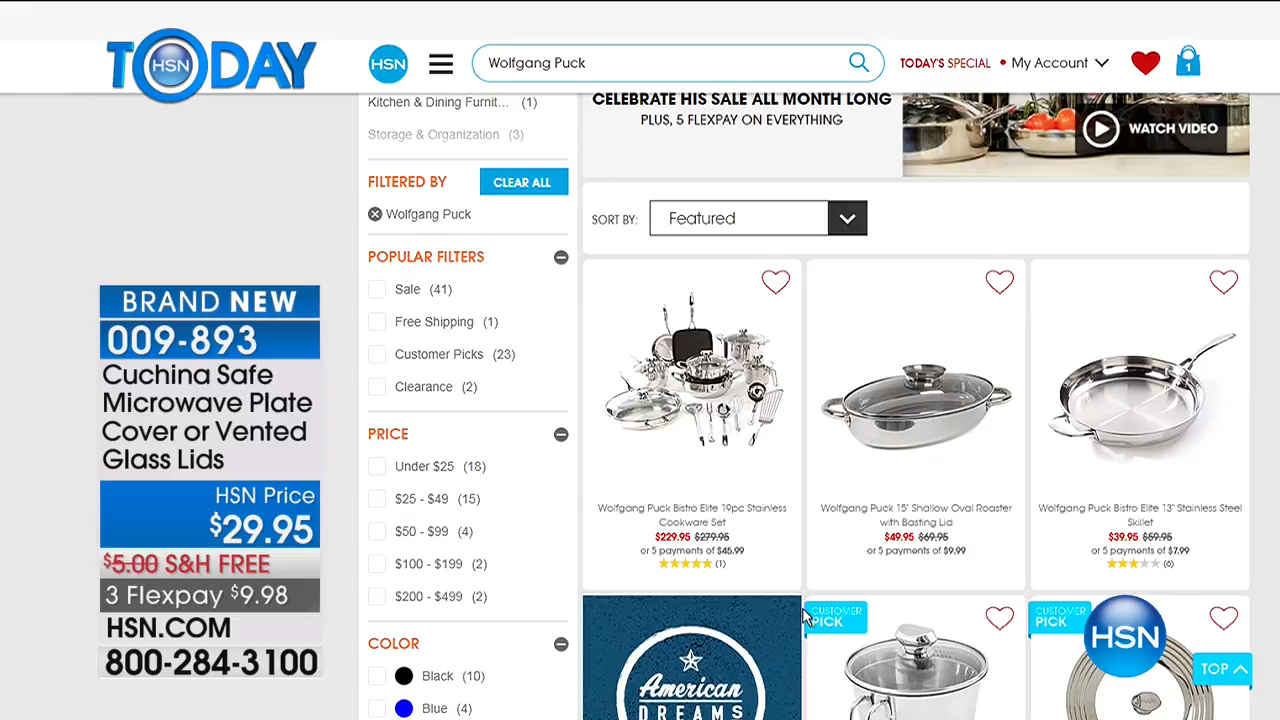 TODAY
HSN
HSN
Wolfgang Puck
TODAY'S SPECIAL • My Account
1
Kitchen & Dining Furnit... (1)
Storage & Organization (3)
FILTERED BY
CLEAR ALL
Wolfgang Puck
POPULAR FILTERS
Sale (41)
Free Shipping (1)
Customer Picks (23)
Clearance (2)
PRICE
Under $25 (18)
$25 - $49 (15)
$50 - $99 (4)
$100 - $199 (2)
$200 - $499 (2)
COLOR
Black (10)
Blue (4)
CELEBRATE HIS SALE ALL MONTH LONG
PLUS, 5 FLEXPAY ON EVERYTHING
WATCH VIDEO
SORT BY:
Featured
Wolfgang Puck Bistro Elite 19pc Stainless
Cookware Set
$229.95 $279.95
or 5 payments of $45.99
(1)
Wolfgang Puck 15" Shallow Oval Roaster
with Basting Lid
$49.95 $69.95
or 5 payments of $9.99
Wolfgang Puck Bistro Elite 13" Stainless Steel
Skillet
$39.95 $59.95
or 5 payments of $7.99
(6)
American
DREAMS
CUSTOMER
PICK
CUSTOMER
PICK
HSN
TOP
BRAND NEW
009-893
Cuchina Safe
Microwave Plate
Cover or Vented
Glass Lids
HSN Price
$29.95
$5.00 S&H FREE
3 Flexpay $9.98
HSN.COM
800-284-3100